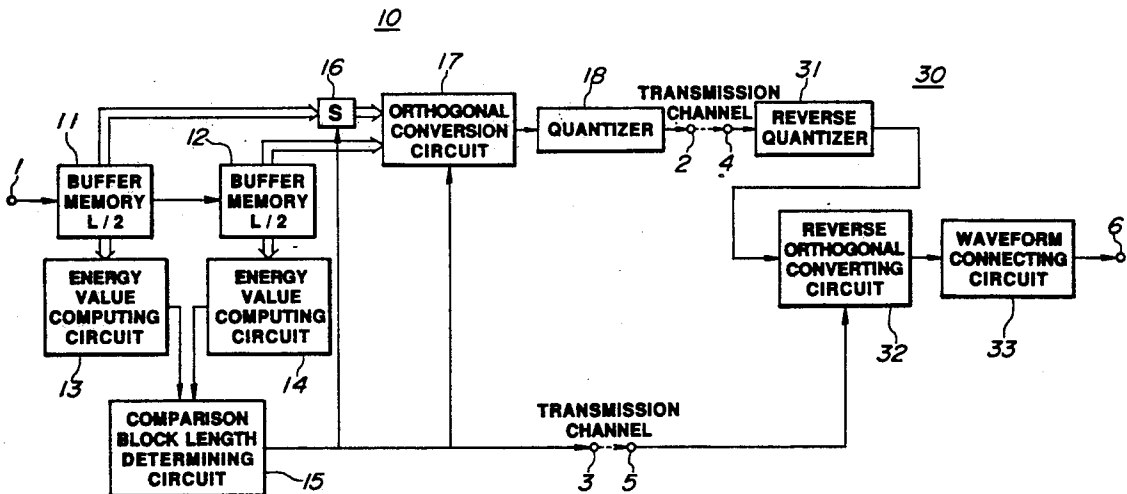 10
16
17
18
31
30
TRANSMISSION
CHANNEL
11
12
S
ORTHOGONAL
CONVERSION
CIRCUIT
QUANTIZER
REVERSE
QUANTIZER
2
4
1
BUFFER
MEMORY
L/2
BUFFER
MEMORY
L/2
6
REVERSE
ORTHOGONAL
CONVERTING
CIRCUIT
WAVEFORM
CONNECTING
CIRCUIT
ENERGY
VALUE
COMPUTING
CIRCUIT
ENERGY
VALUE
COMPUTING
CIRCUIT
32
33
13
14
COMPARISON
BLOCK LENGTH
DETERMINING
CIRCUIT
15
TRANSMISSION
CHANNEL
3
5